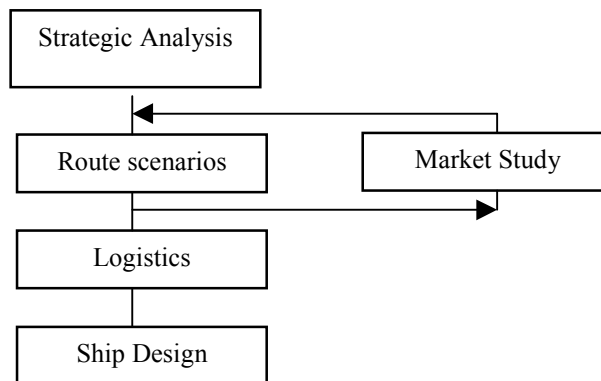 Strategic Analysis
Route scenarios
Market Study
Logistics
Ship Design